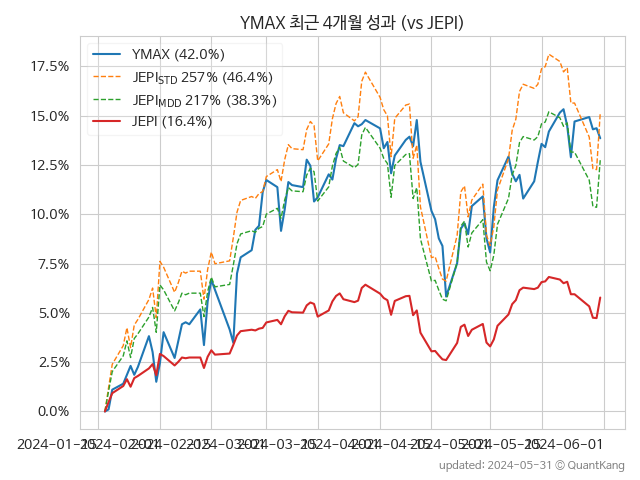 YMAX 최근 4개월 성과 (vs JEPI)
YMAX (42.0%)
JEPISTD 257% (46.4%)
JEPIMDD 217% (38.3%)
JEPI (16.4%)
17.5%
15.0%
12.5%
10.0%
7.5%
5.0%
2.5%
0.0%
2024-01-15 2024-02-01 2024-02-15 2024-03-01 2024-03-15 2024-04-01 2024-04-15 2024-05-01 2024-05-15 2024-06-01
updated: 2024-05-31 © QuantKang